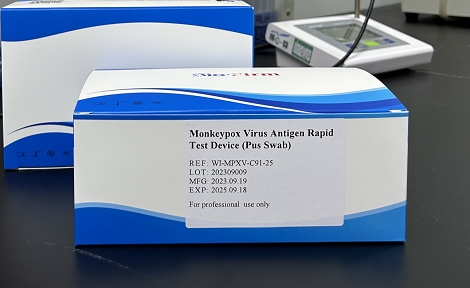 Monkeypox Virus Antigen Rapid
Test Device (Pus Swab)
REF: WI-MPXV-C91-25
LOT: 202309009
MFG: 2023.09.19
EXP: 2025.09.18
For professional use only